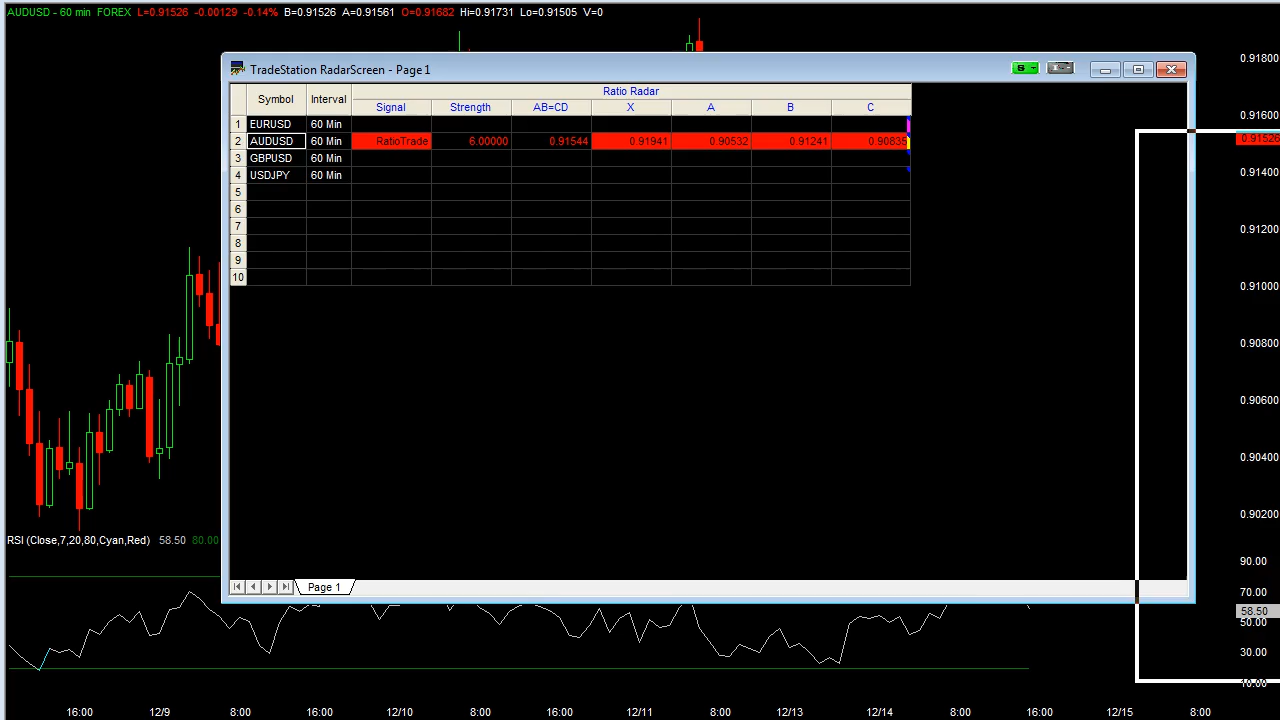 AUDUSD - 60 min FOREX L=0.91526 -0.00129 -0.14% B=0.91526 A=0.91561 O=0.91682 Hi=0.91731 Lo=0.91505 V=0
TradeStation RadarScreen - Page 1
Symbol Interval Ratio Radar
Signal Strength AB=CD X A B C
1 EURUSD 60 Min
2 AUDUSD 60 Min RatioTrade 6.00000 0.91544 0.91941 0.90532 0.91241 0.90835
3 GBPUSD 60 Min
4 USDJPY 60 Min
5
6
7
8
9
10
Page 1
0.91800
0.91600
0.91526
0.91400
0.91200
0.91000
0.90800
0.90600
0.90400
0.90200
RSI (Close,7,20,80,Cyan,Red) 58.50 80.00
90.00
70.00
58.50
50.00
30.00
10.00
16:00 12/9 8:00 16:00 12/10 8:00 16:00 12/11 8:00 12/13 12/14 8:00 16:00 12/15 8:00